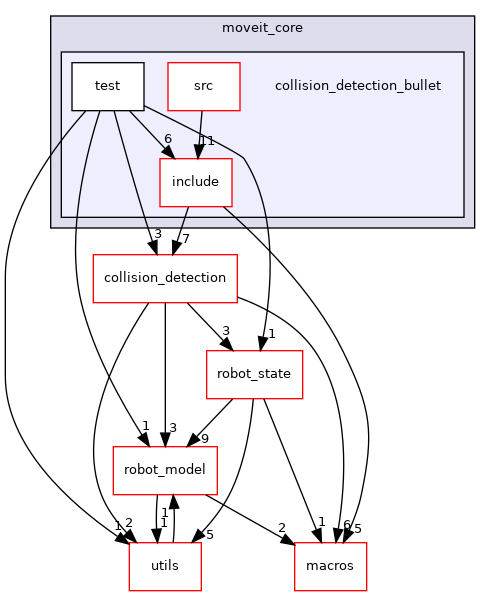 moveit_core
test
src
collision_detection_bullet
6
11
include
3
7
collision_detection
3
1
robot_state
1
3
9
robot_model
1
2
1
1
5
2
1
6
5
utils
macros